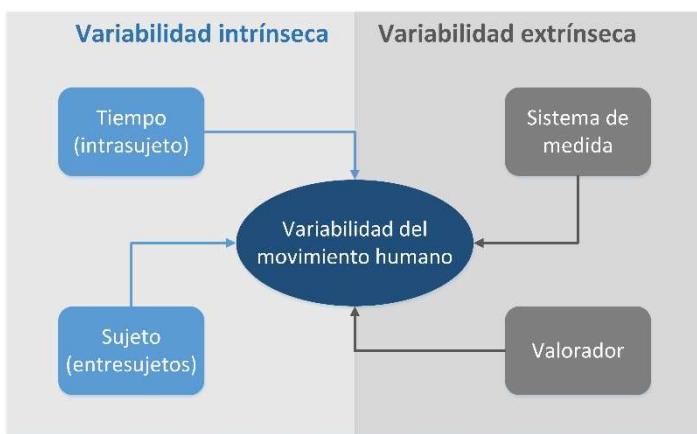 Variabilidad intrínseca
Variabilidad extrínseca
Tiempo
(intrasujeto)
Sistema de
medida
Variabilidad del
movimiento humano
Sujeto
(entresujetos)
Valorador